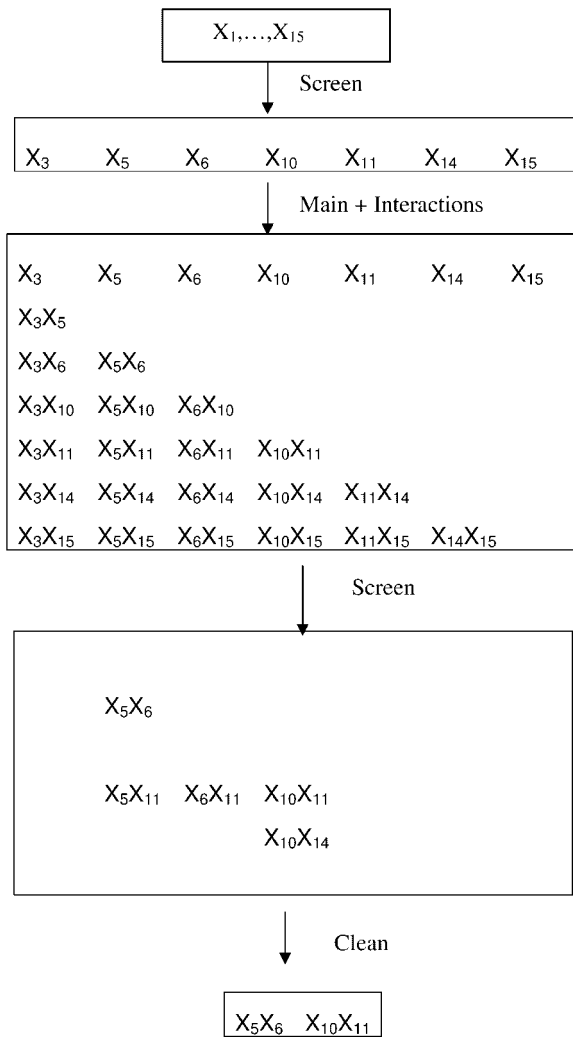 X₁,…,X₁₅
Screen
X₃ X₅ X₆ X₁₀ X₁₁ X₁₄ X₁₅
Main + Interactions
X₃ X₅ X₆ X₁₀ X₁₁ X₁₄ X₁₅
X₃X₅
X₃X₆ X₅X₆
X₃X₁₀ X₅X₁₀ X₆X₁₀
X₃X₁₁ X₅X₁₁ X₆X₁₁ X₁₀X₁₁
X₃X₁₄ X₅X₁₄ X₆X₁₄ X₁₀X₁₄ X₁₁X₁₄
X₃X₁₅ X₅X₁₅ X₆X₁₅ X₁₀X₁₅ X₁₁X₁₅ X₁₄X₁₅
Screen
X₅X₆
X₅X₁₁ X₆X₁₁ X₁₀X₁₁
X₁₀X₁₄
Clean
X₅X₆ X₁₀X₁₁